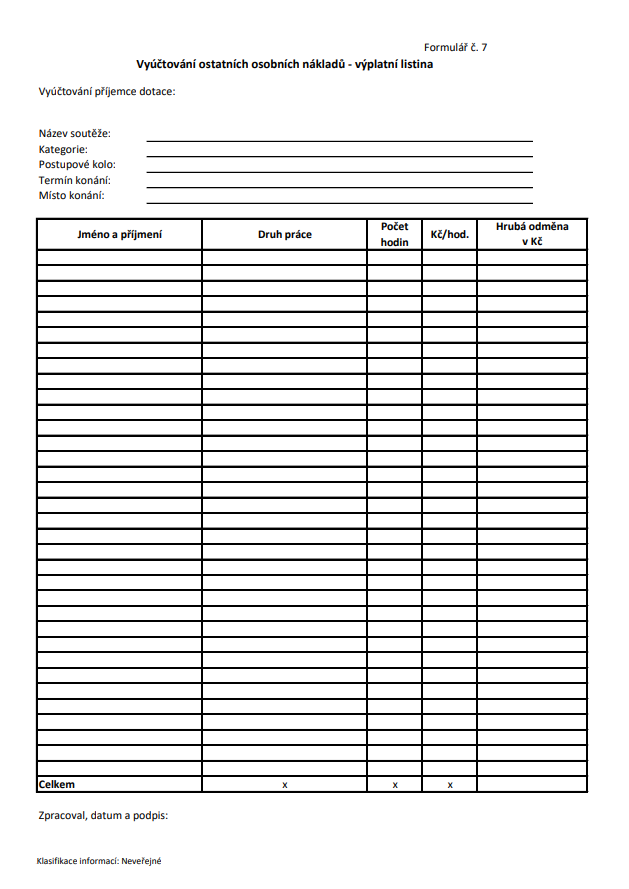 Formulář č. 7
Vyúčtování ostatních osobních nákladů - výplatní listina
Vyúčtování příjemce dotace:
Název soutěže:
Kategorie:
Postupové kolo:
Termín konání:
Místo konání:
Jméno a příjmení Druh práce Počet hodin Kč/hod. Hrubá odměna v Kč
Celkem x x x
Zpracoval, datum a podpis:
Klasifikace informací: Neveřejné